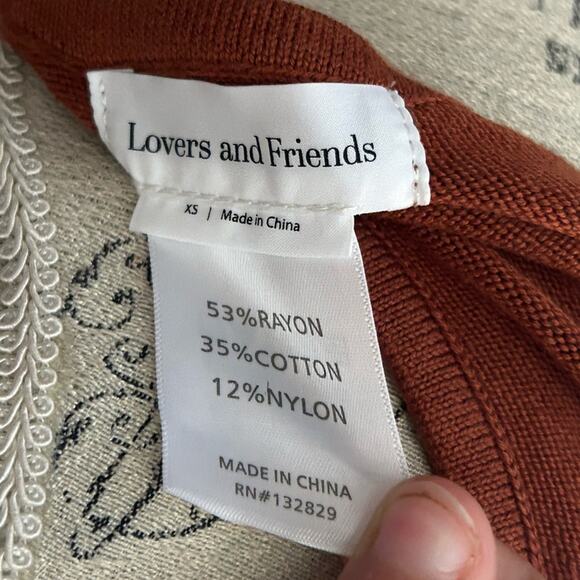 Lovers and Friends
XS | Made in China
53%RAYON
35%COTTON
12%NYLON
MADE IN CHINA
RN#132829